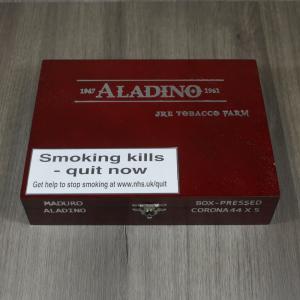 1947 ALADINO 1961
JRE TOBACCO FARM
Smoking kills
- quit now
Get help to stop smoking at www.nhs.uk/quit
MADURO BOX-PRESSED
ALADINO CORONA 44 X 5